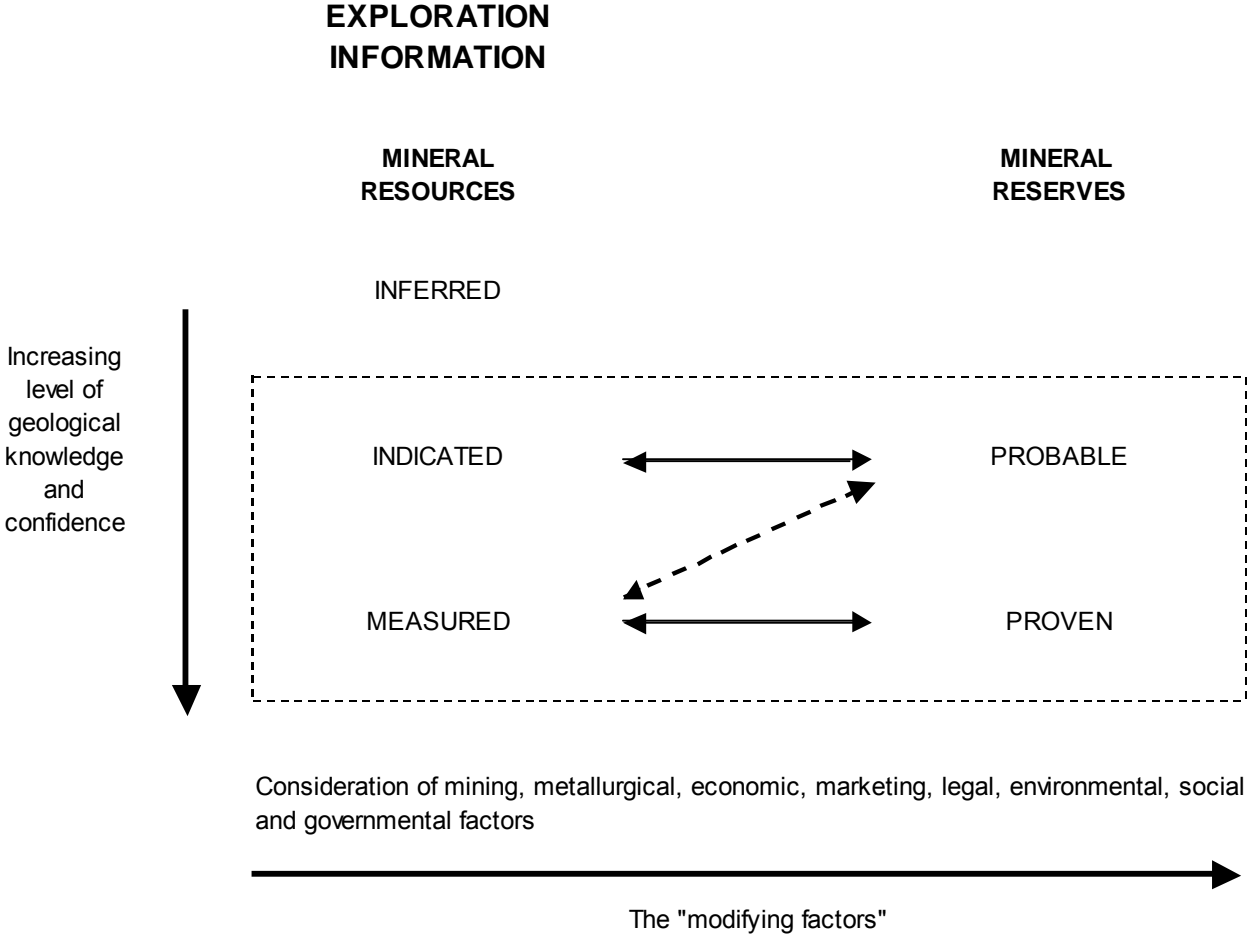 EXPLORATION
INFORMATION
MINERAL
RESOURCES
MINERAL
RESERVES
INFERRED
Increasing
level of
geological
knowledge
and
confidence
INDICATED
PROBABLE
MEASURED
PROVEN
Consideration of mining, metallurgical, economic, marketing, legal, environmental, social
and governmental factors
The "modifying factors"